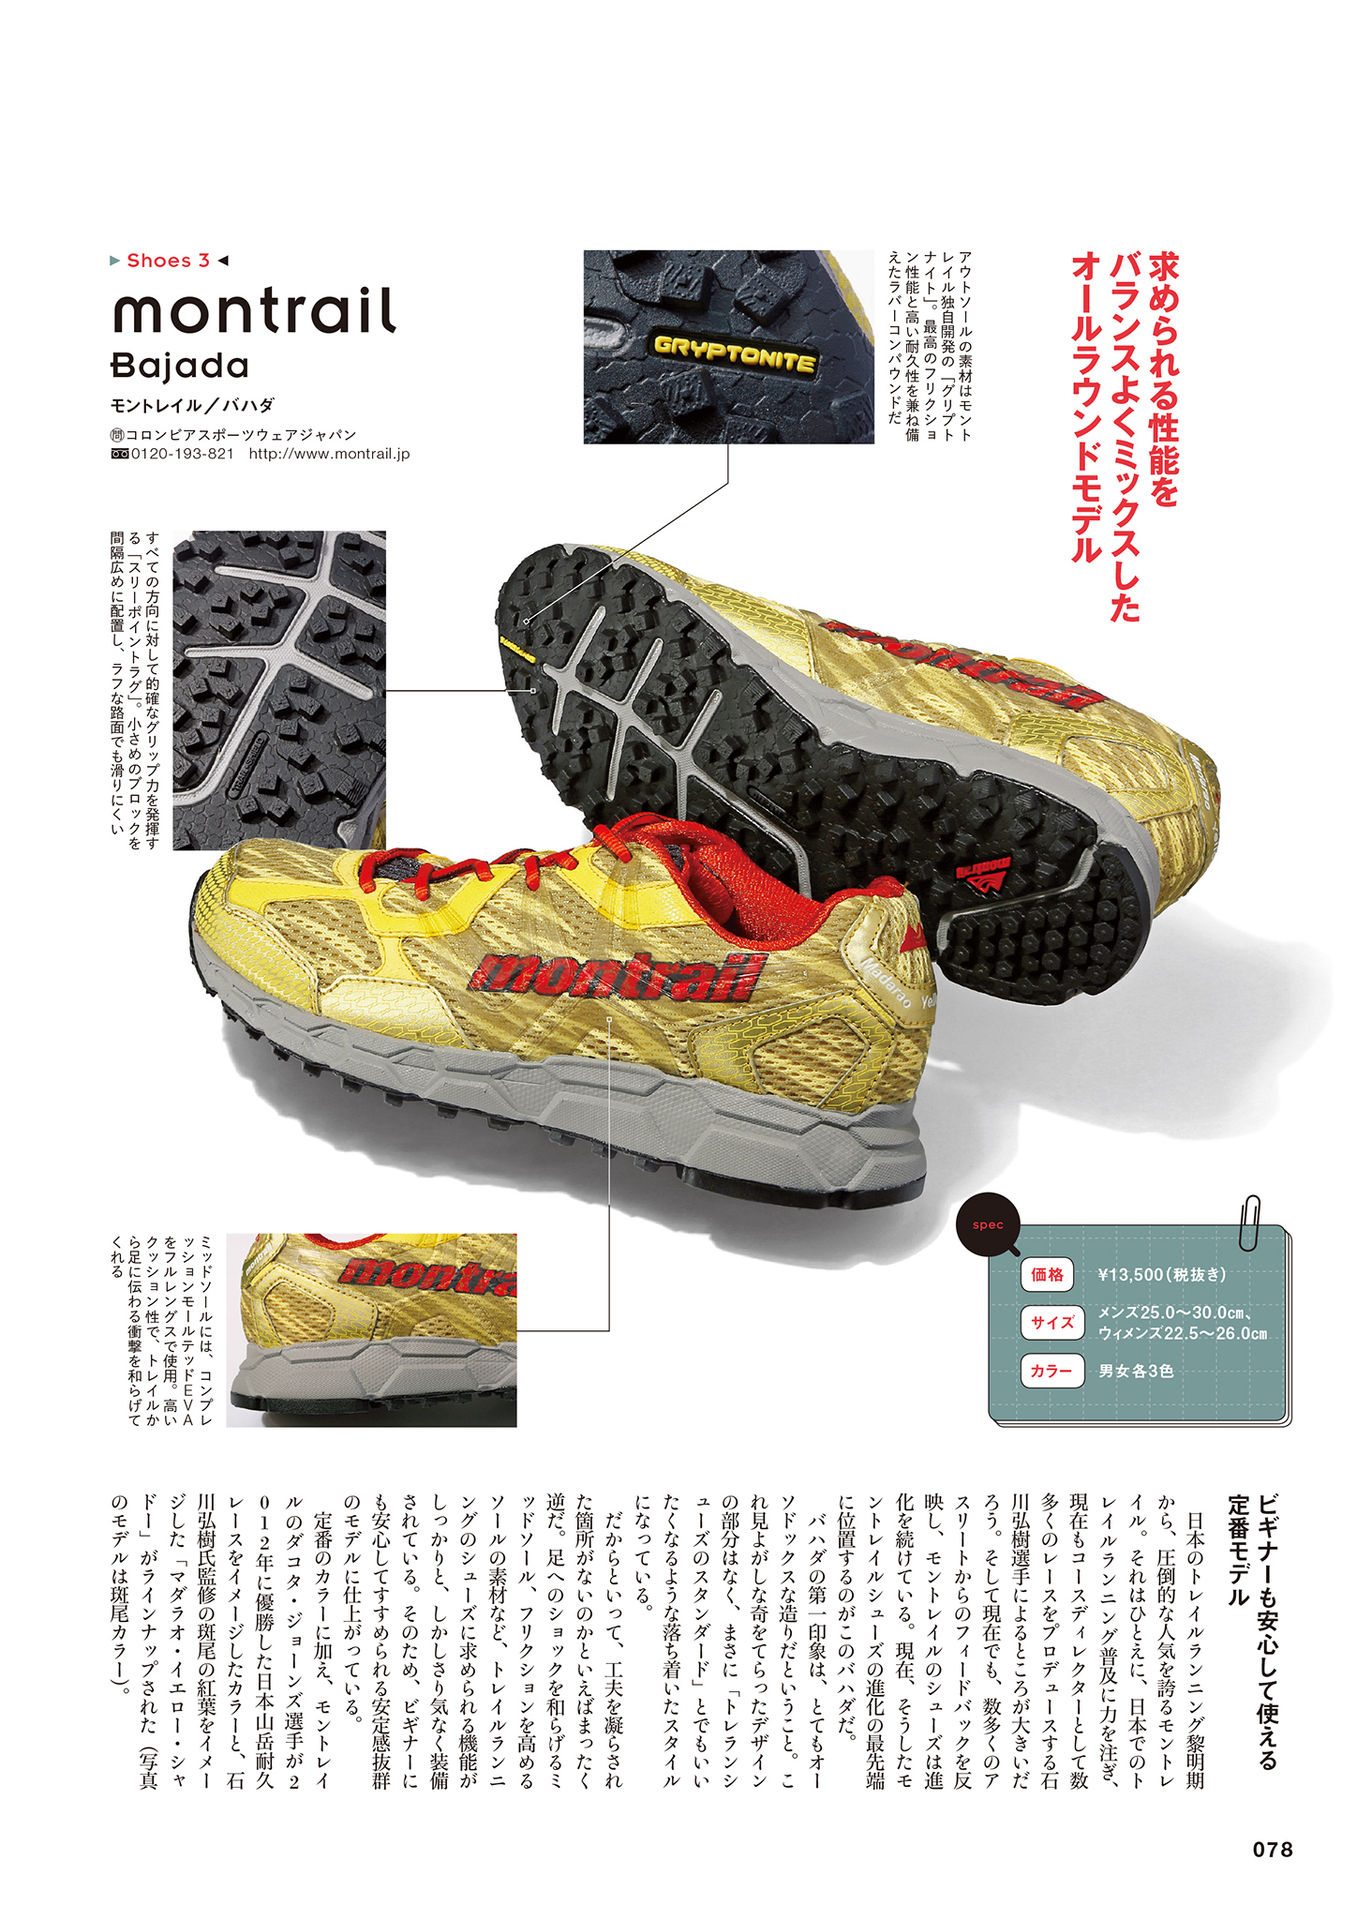 求められる性能を
バランスよくミックスした
オールラウンドモデル
Shoes 3
montrail
Bajada
モントレイル／バハダ
㉄コロンビアスポーツウェアジャパン
0120-193-821 http://www.montrail.jp
アウトソールの素材はモント
レイル独自開発の「グリプト
ナイト」。最高のフリクショ
ン性能と高い耐久性を兼ね備
えたラバーコンパウンドだ
GRYPTONITE
すべての方向に対して的確なグリップ力を発揮す
る「スリーポイントラグ」。小さめのブロックを
間隔広めに配置し、ラフな路面でも滑りにくい
montrail
montrail
montrail
Madarao Yell
ミッドソールには、コンプレ
ッションモールテッドEVA
をフルレングスで使用。高い
クッション性で、トレイルか
ら足に伝わる衝撃を和らげて
くれる
montra
spec
価格 ¥13,500（税抜き）
サイズ メンズ25.0〜30.0㎝、
ウィメンズ22.5〜26.0㎝
カラー 男女各3色
ビギナーも安心して使える
定番モデル
日本のトレイルランニング黎明期
から、圧倒的な人気を誇るモントレ
イル。それはひとえに、日本でのト
レイルランニング普及に力を注ぎ、
現在もコースディレクターとして数
多くのレースをプロデュースする石
川弘樹選手によるところが大きいだ
ろう。そして現在でも、数多くのア
スリートからのフィードバックを反
映し、モントレイルのシューズは進
化を続けている。現在、そうしたモ
ントレイルシューズの進化の最先端
に位置するのがこのバハダだ。
バハダの第一印象は、とてもオー
ソドックスな造りだということ。こ
れ見よがしな奇をてらったデザイン
の部分はなく、まさに「トレランシ
ューズのスタンダード」とでもいい
たくなるような落ち着いたスタイル
になっている。
だからといって、工夫を凝らされ
た箇所がないのかといえばまったく
逆だ。足へのショックを和らげるミ
ッドソール、フリクションを高める
ソールの素材など、トレイルランニ
ングのシューズに求められる機能が
しっかりと、しかしさり気なく装備
されている。そのため、ビギナーに
も安心してすすめられる安定感抜群
のモデルに仕上がっている。
定番のカラーに加え、モントレイ
ルのダコタ・ジョーンズ選手が2
012年に優勝した日本山岳耐久
レースをイメージしたカラーと、石
川弘樹氏監修の斑尾の紅葉をイメー
ジした「マダラオ・イエロー・シャ
ドー」がラインナップされた（写真
のモデルは斑尾カラー）。
078